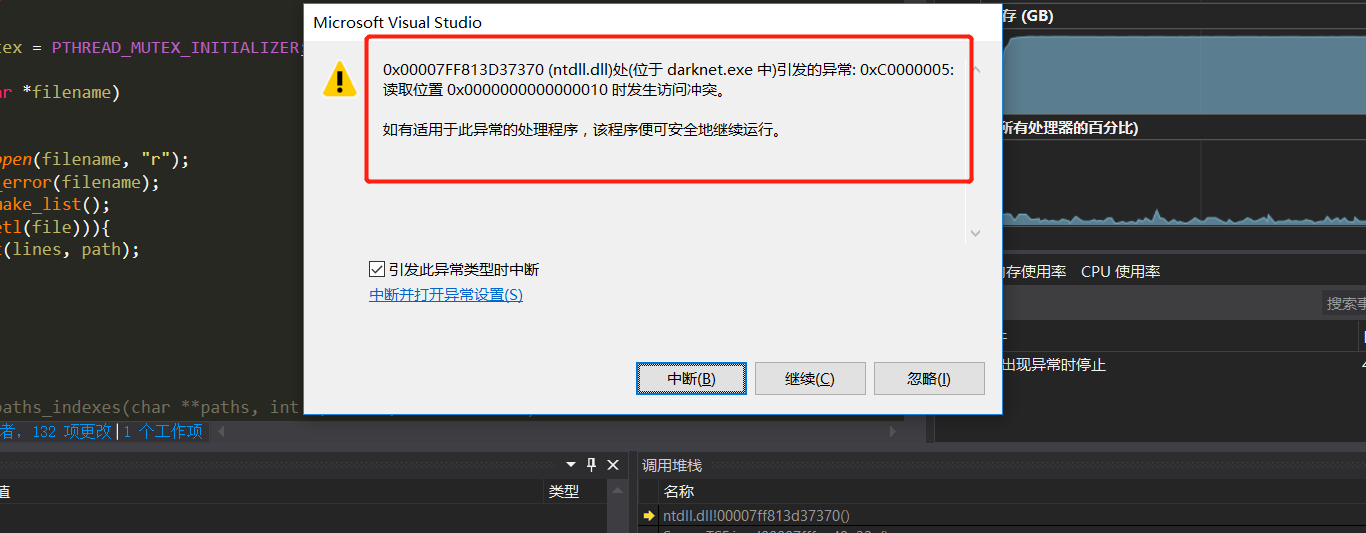 Microsoft Visual Studio
0x00007FF813D37370 (ntdll.dll)处(位于 darknet.exe 中)引发的异常: 0xC0000005:
读取位置 0x0000000000000010 时发生访问冲突。
如有适用于此异常的处理程序，该程序便可安全地继续运行。
引发此异常类型时中断
中断并打开异常设置(S)
中断(B)
继续(C)
忽略(I)
tex = PTHREAD_MUTEX_INITIALIZER;
ar *filename)
open(filename, "r");
_error(filename);
make_list();
etl(file))){
t(lines, path);
paths_indexes(char **paths, int
者, 132 项更改|1 个工作项
存 (GB)
所有处理器的百分比)
内存使用率 CPU 使用率
搜索事
出现异常时停止
值 类型
调用堆栈
名称
ntdll.dll!00007ff813d37370()